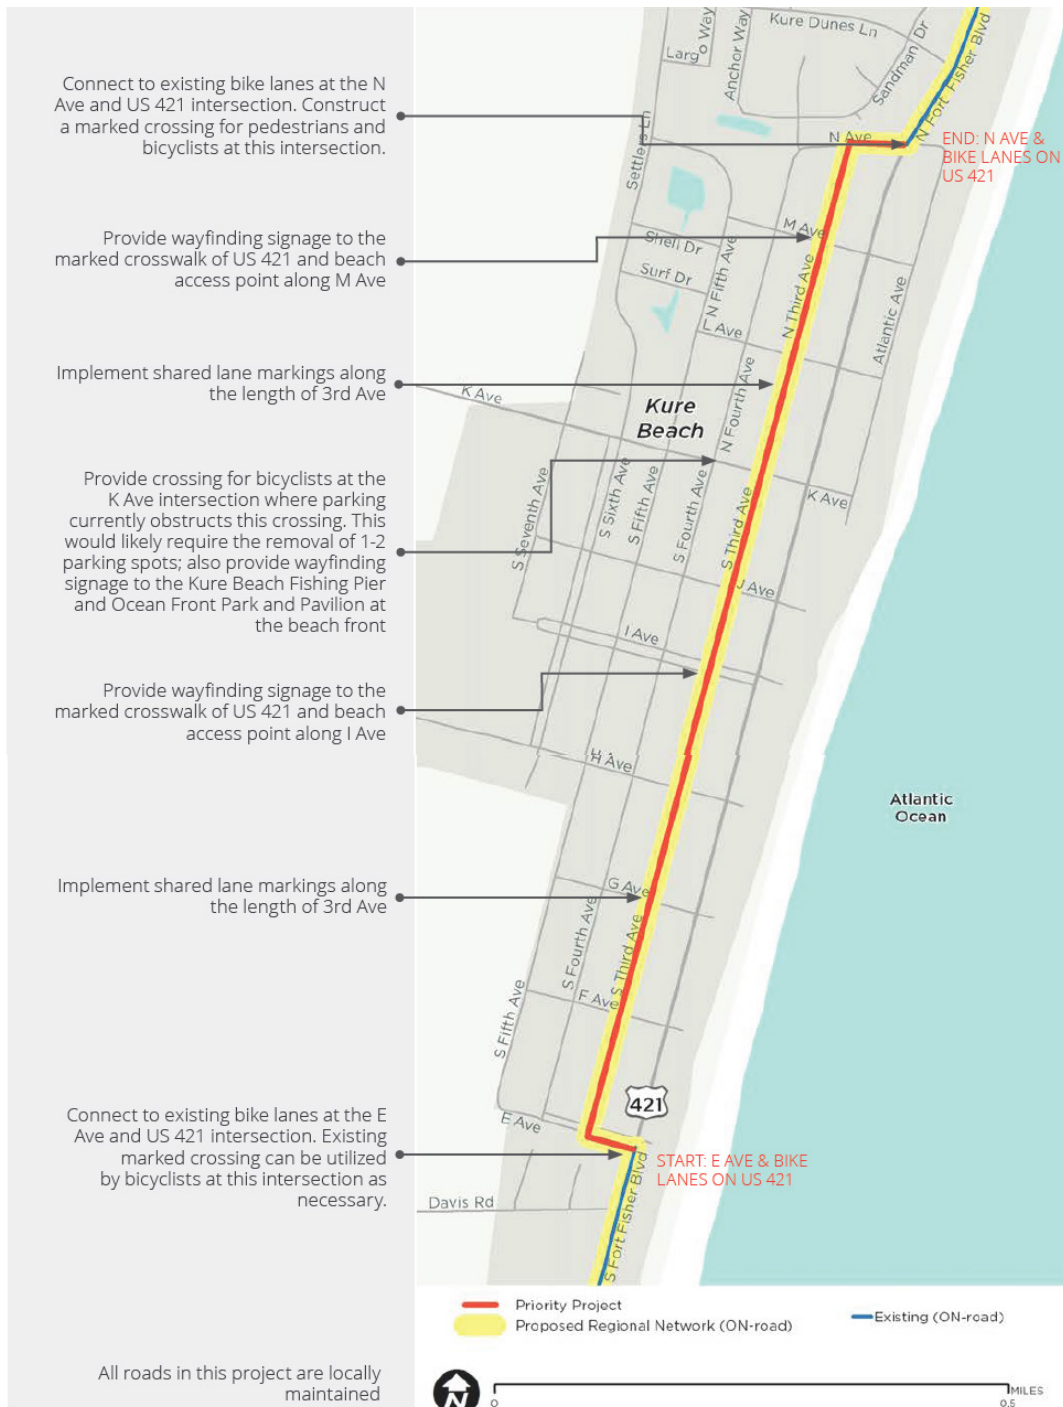 Connect to existing bike lanes at the N
Ave and US 421 intersection. Construct
a marked crossing for pedestrians and
bicyclists at this intersection.
Provide wayfinding signage to the
marked crosswalk of US 421 and beach
access point along M Ave
Implement shared lane markings along
the length of 3rd Ave
Provide crossing for bicyclists at the
K Ave intersection where parking
currently obstructs this crossing. This
would likely require the removal of 1-2
parking spots; also provide wayfinding
signage to the Kure Beach Fishing Pier
and Ocean Front Park and Pavilion at
the beach front
Provide wayfinding signage to the
marked crosswalk of US 421 and beach
access point along I Ave
Implement shared lane markings along
the length of 3rd Ave
Connect to existing bike lanes at the E
Ave and US 421 intersection. Existing
marked crossing can be utilized
by bicyclists at this intersection as
necessary.
All roads in this project are locally
maintained
Kure Dunes Ln
Largo Way
Anchor Way
Sandman Dr
N Fort Fisher Blvd
N Ave
END: N AVE &
BIKE LANES ON
US 421
Settlers Ln
M Ave
Shell Dr
Surf Dr
N Fifth Ave
N Third Ave
Atlantic Ave
L Ave
K Ave
Kure
Beach
N Fourth Ave
K Ave
S Seventh Ave
S Sixth Ave
S Fifth Ave
S Fourth Ave
S Third Ave
J Ave
I Ave
H Ave
Atlantic
Ocean
G Ave
S Fourth Ave
S Third Ave
F Ave
S Fifth Ave
421
E Ave
START: E AVE & BIKE
LANES ON US 421
Davis Rd
S Fort Fisher Blvd
Priority Project
Proposed Regional Network (ON-road)
Existing (ON-road)
N
0
0.5
MILES